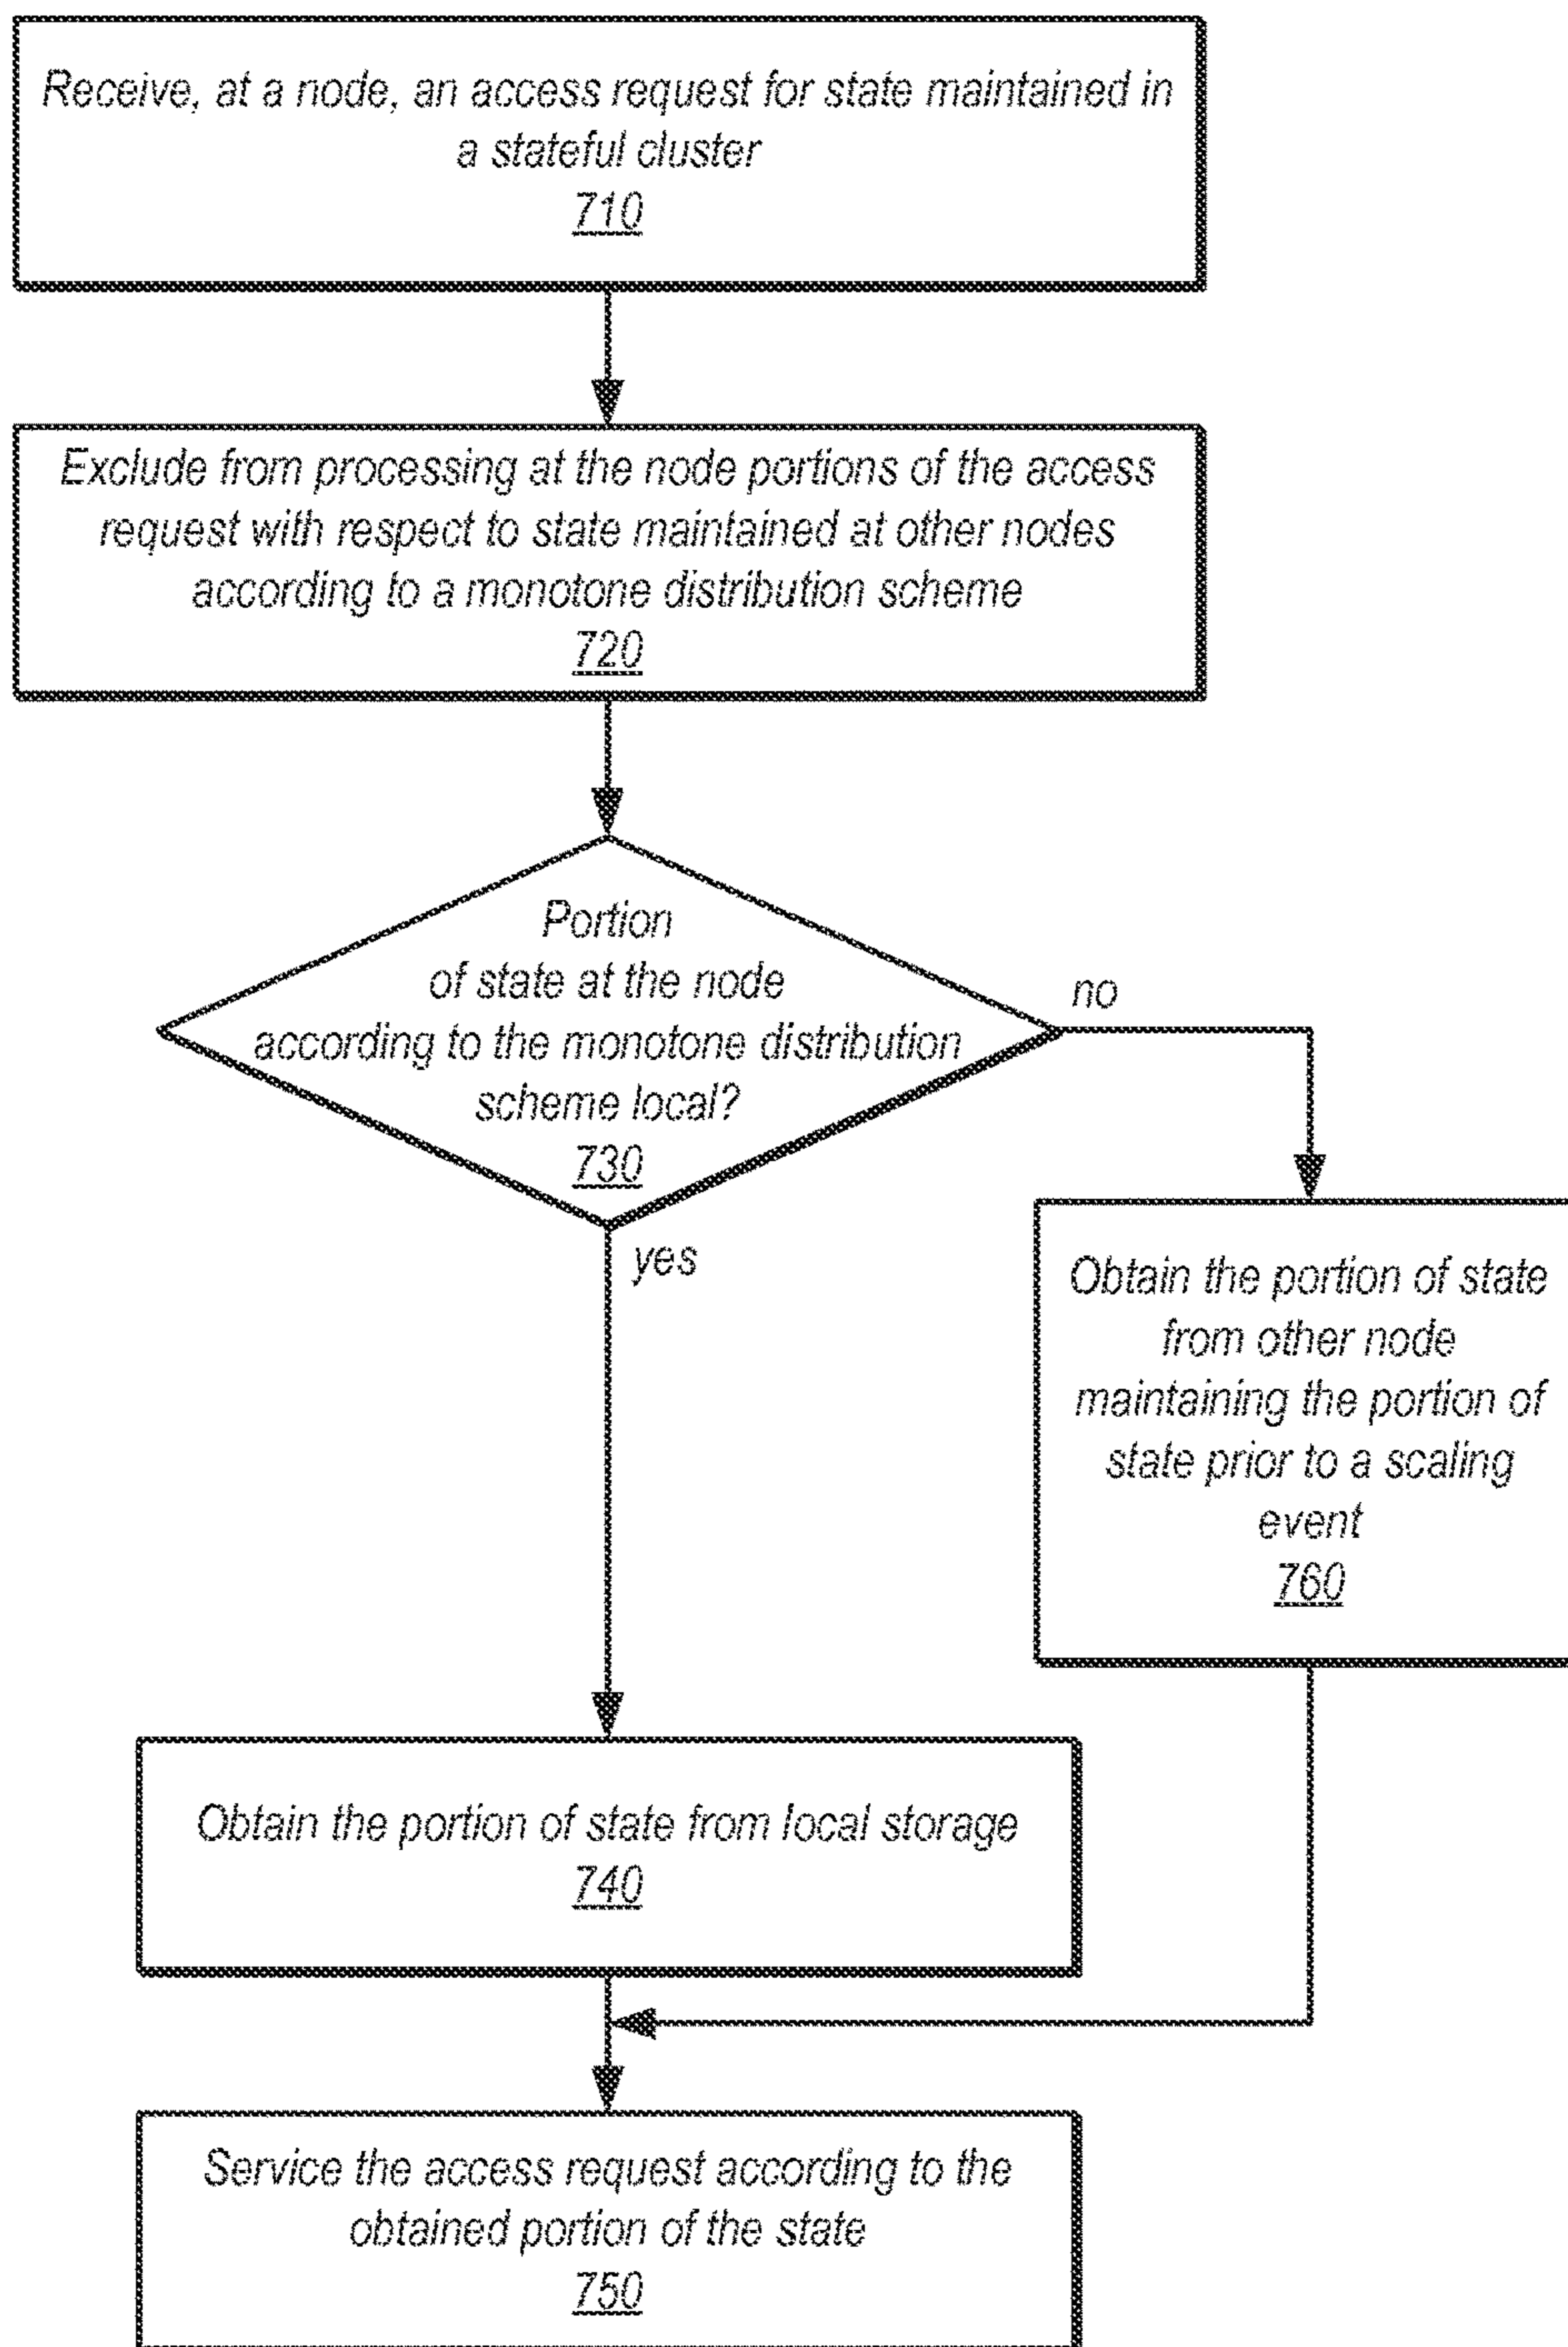 Receive, at a node, an access request for state maintained in
a stateful cluster
710
Exclude from processing at the node portions of the access
request with respect to state maintained at other nodes
according to a monotone distribution scheme
720
Portion
of state at the node
according to the monotone distribution
scheme local?
730
no
yes
Obtain the portion of state
from other node
maintaining the portion of
state prior to a scaling
event
760
Obtain the portion of state from local storage
740
Service the access request according to the
obtained portion of the state
750